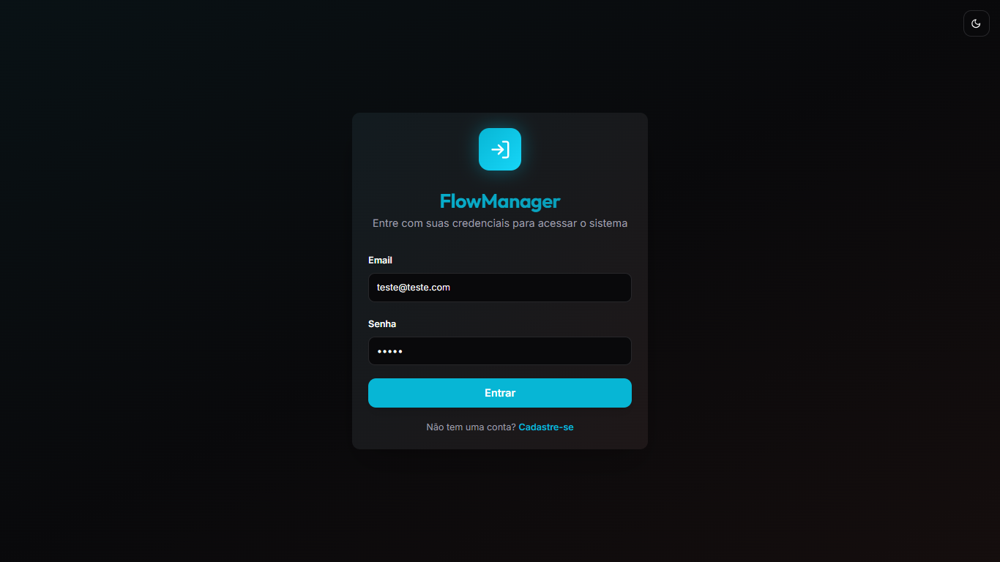 FlowManager
Entre com suas credenciais para acessar o sistema
Email
teste@teste.com
Senha
•••••
Entrar
Não tem uma conta? Cadastre-se